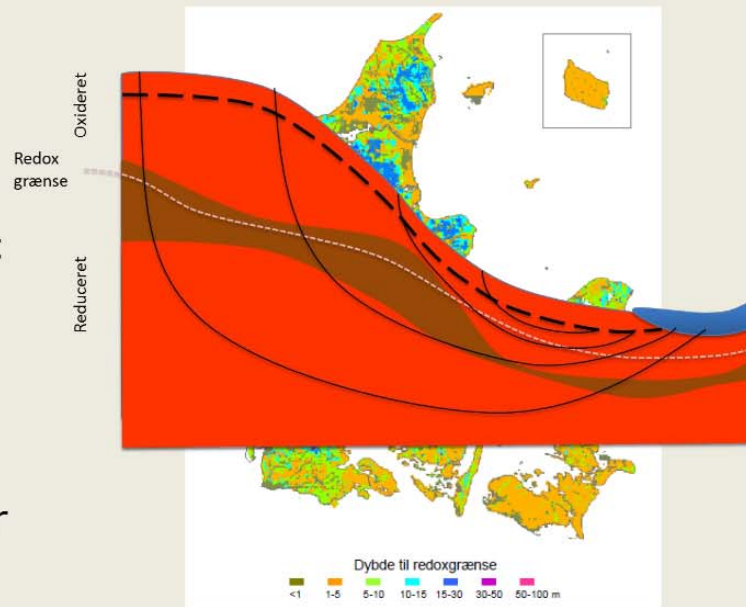 Oxideret
Redox
grænse
Reduceret
Dybde til redoxgrænse
<1 1-5 5-10 10-15 15-30 30-50 50-100 m